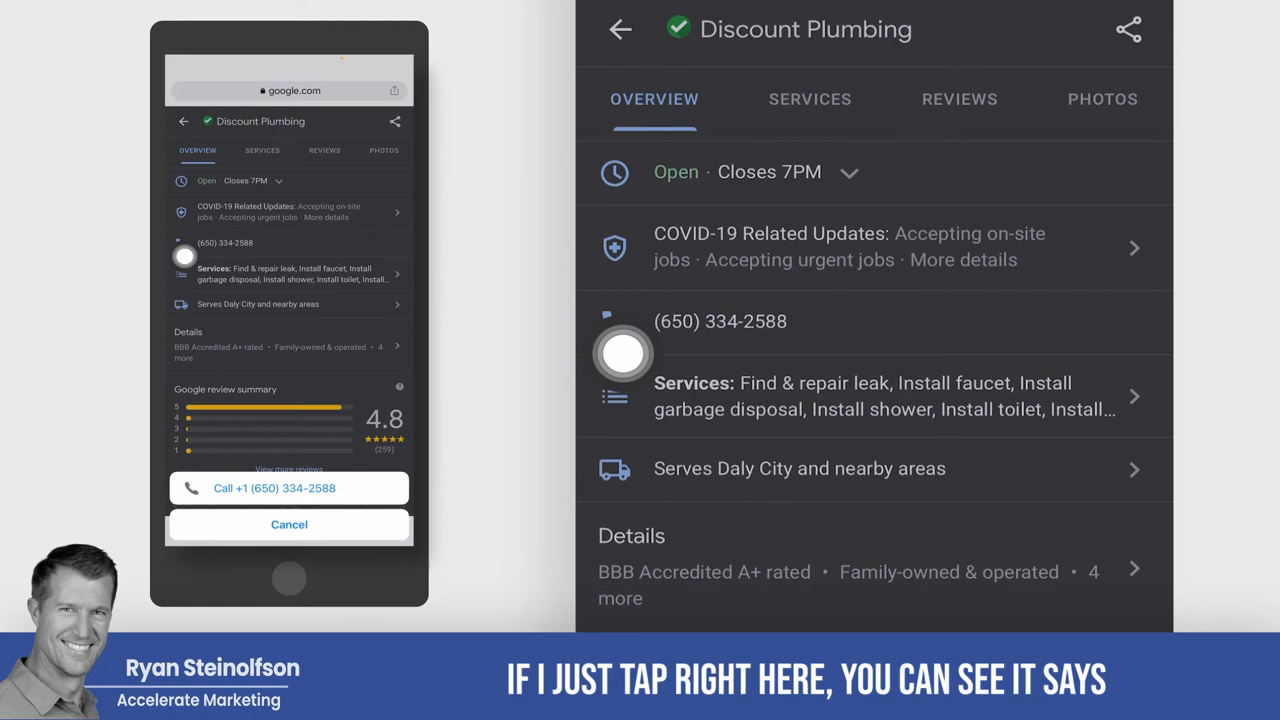 google.com
Discount Plumbing
OVERVIEW SERVICES REVIEWS PHOTOS
Open · Closes 7PM
COVID-19 Related Updates: Accepting on-site
jobs · Accepting urgent jobs · More details
(650) 334-2588
Services: Find & repair leak, Install faucet, Install
garbage disposal, Install shower, Install toilet, Install...
Serves Daly City and nearby areas
Details
BBB Accredited A+ rated • Family-owned & operated • 4
more
Google review summary
5
4
3
2
1
4.8
(259)
View more reviews
Call +1 (650) 334-2588
Cancel
Discount Plumbing
OVERVIEW SERVICES REVIEWS PHOTOS
Open · Closes 7PM
COVID-19 Related Updates: Accepting on-site
jobs · Accepting urgent jobs · More details
(650) 334-2588
Services: Find & repair leak, Install faucet, Install
garbage disposal, Install shower, Install toilet, Install...
Serves Daly City and nearby areas
Details
BBB Accredited A+ rated • Family-owned & operated • 4
more
Ryan Steinolfson
Accelerate Marketing
IF I JUST TAP RIGHT HERE, YOU CAN SEE IT SAYS